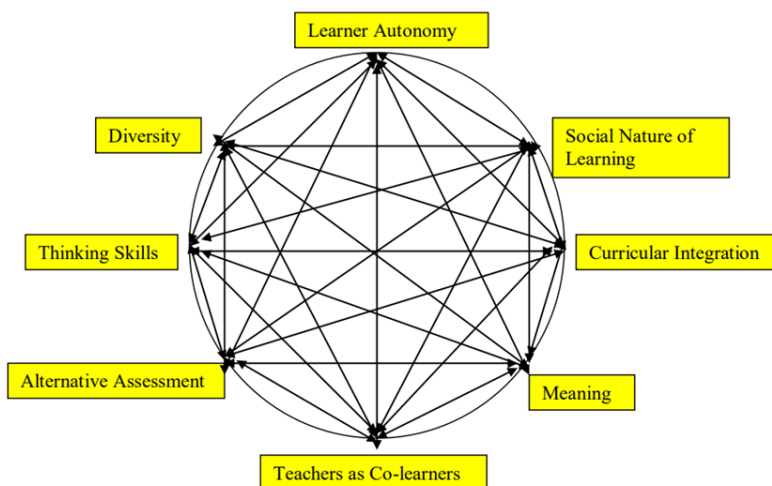 Learner Autonomy
Diversity
Social Nature of
Learning
Thinking Skills
Curricular Integration
Alternative Assessment
Meaning
Teachers as Co-learners